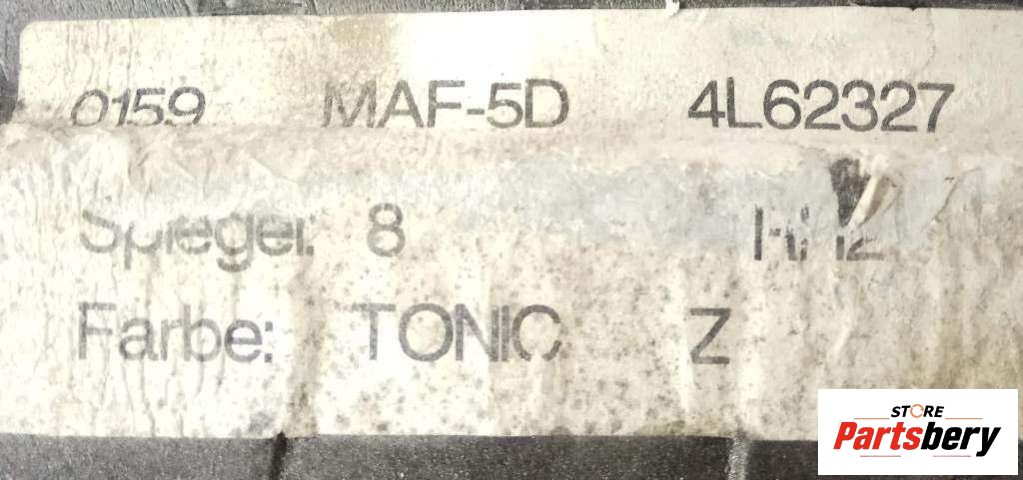 0159 MAF-5D 4L62327
Spiegel: 8
Farbe: TONIC Z
STORE
Partsbery